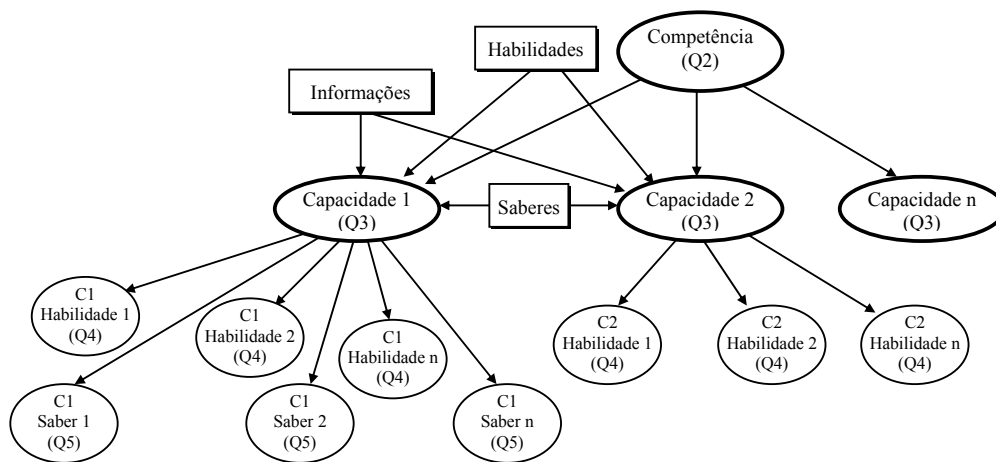 Competência
(Q2)
Habilidades
Informações
Capacidade 1
(Q3)
Saberes
Capacidade 2
(Q3)
Capacidade n
(Q3)
C1
Habilidade 1
(Q4)
C1
Habilidade 2
(Q4)
C1
Habilidade n
(Q4)
C2
Habilidade 1
(Q4)
C2
Habilidade 2
(Q4)
C2
Habilidade n
(Q4)
C1
Saber 1
(Q5)
C1
Saber 2
(Q5)
C1
Saber n
(Q5)